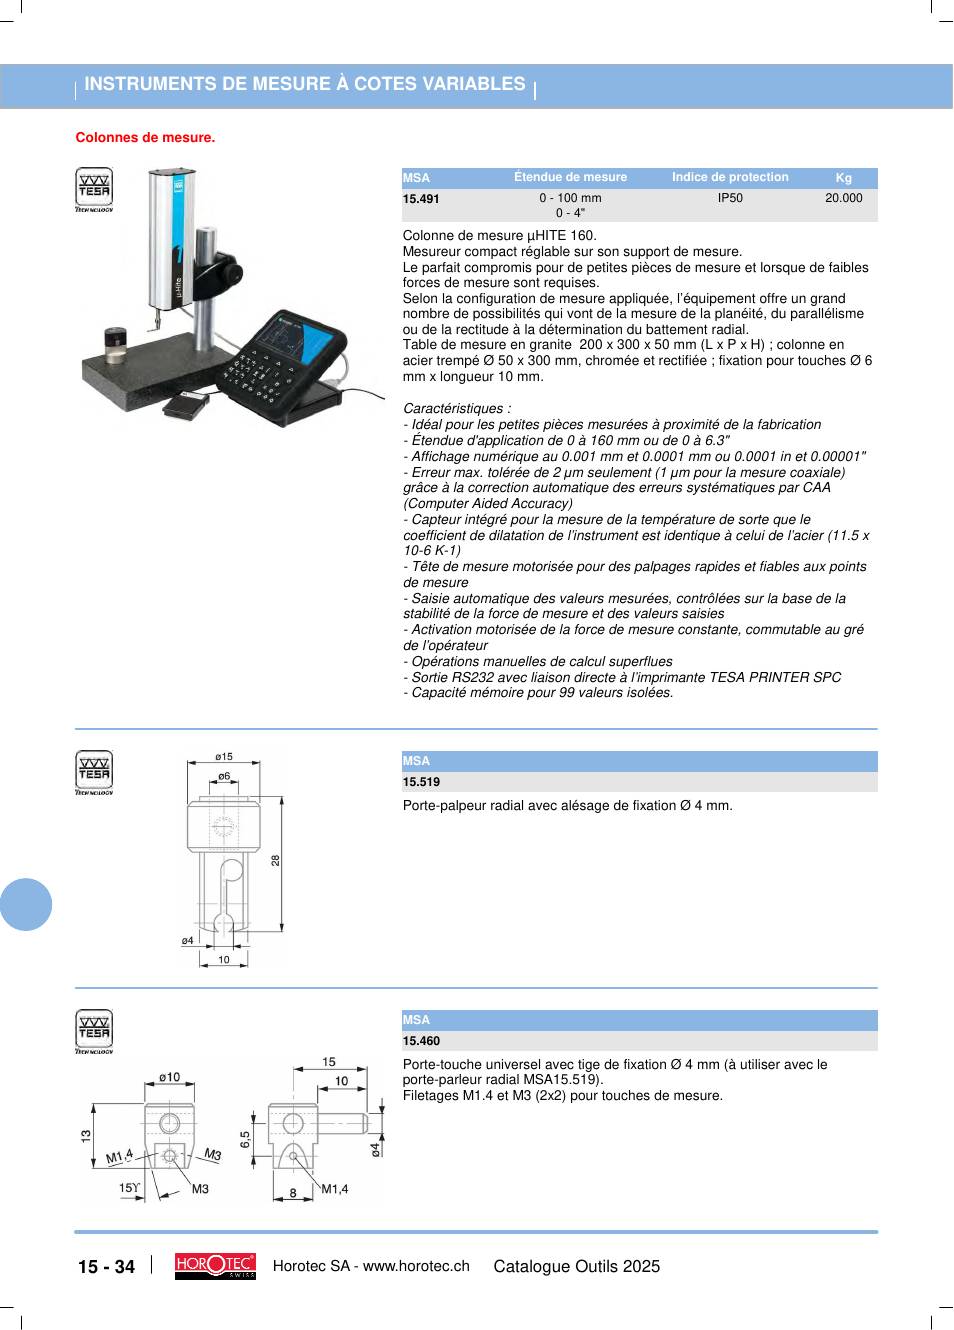 INSTRUMENTS DE MESURE À COTES VARIABLES
Colonnes de mesure.
TESA
TECHNOLOGY
µ-Hite
MSA Étendue de mesure Indice de protection Kg
15.491 0 - 100 mm IP50 20.000
0 - 4"
Colonne de mesure µHITE 160.
Mesureur compact réglable sur son support de mesure.
Le parfait compromis pour de petites pièces de mesure et lorsque de faibles
forces de mesure sont requises.
Selon la configuration de mesure appliquée, l’équipement offre un grand
nombre de possibilités qui vont de la mesure de la planéité, du parallélisme
ou de la rectitude à la détermination du battement radial.
Table de mesure en granite 200 x 300 x 50 mm (L x P x H) ; colonne en
acier trempé Ø 50 x 300 mm, chromée et rectifiée ; fixation pour touches Ø 6
mm x longueur 10 mm.
Caractéristiques :
- Idéal pour les petites pièces mesurées à proximité de la fabrication
- Étendue d'application de 0 à 160 mm ou de 0 à 6.3"
- Affichage numérique au 0.001 mm et 0.0001 mm ou 0.0001 in et 0.00001"
- Erreur max. tolérée de 2 µm seulement (1 µm pour la mesure coaxiale)
grâce à la correction automatique des erreurs systématiques par CAA
(Computer Aided Accuracy)
- Capteur intégré pour la mesure de la température de sorte que le
coefficient de dilatation de l’instrument est identique à celui de l’acier (11.5 x
10-6 K-1)
- Tête de mesure motorisée pour des palpages rapides et fiables aux points
de mesure
- Saisie automatique des valeurs mesurées, contrôlées sur la base de la
stabilité de la force de mesure et des valeurs saisies
- Activation motorisée de la force de mesure constante, commutable au gré
de l’opérateur
- Opérations manuelles de calcul superflues
- Sortie RS232 avec liaison directe à l’imprimante TESA PRINTER SPC
- Capacité mémoire pour 99 valeurs isolées.
TESA
TECHNOLOGY
ø15
ø6
28
ø4
10
MSA
15.519
Porte-palpeur radial avec alésage de fixation Ø 4 mm.
TESA
TECHNOLOGY
ø10
13
M1,4
M3
15ϒ
M3
15
10
6,5
ø4
8
M1,4
MSA
15.460
Porte-touche universel avec tige de fixation Ø 4 mm (à utiliser avec le
porte-parleur radial MSA15.519).
Filetages M1.4 et M3 (2x2) pour touches de mesure.
15 - 34
HOROTEC
SWISS
Horotec SA - www.horotec.ch
Catalogue Outils 2025